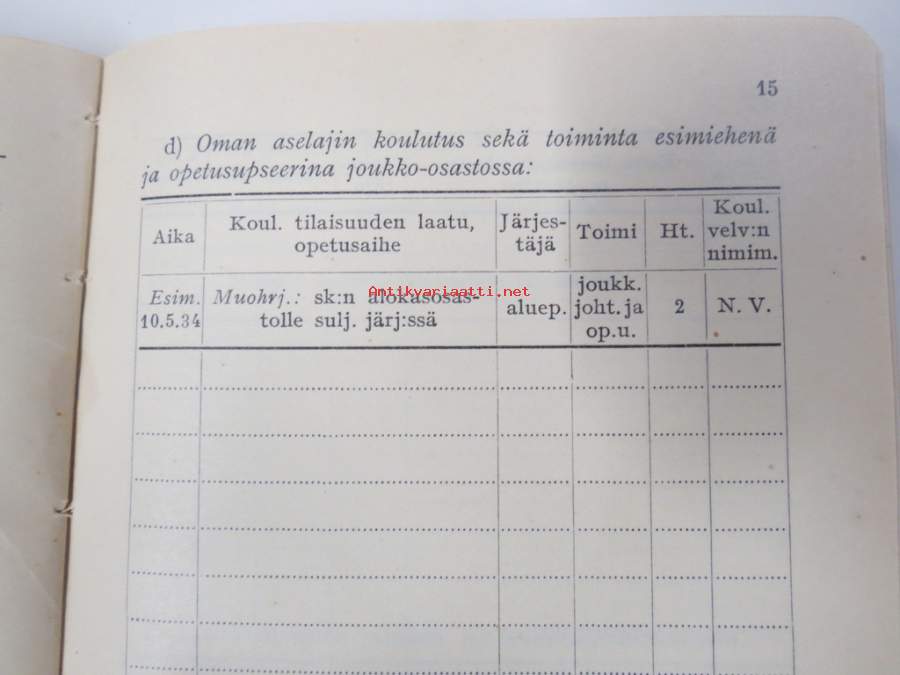 15
d) Oman aselajin koulutus sekä toiminta esimiehenä
ja opetusupseerina joukko-osastossa:
Aika
Koul. tilaisuuden laatu,
opetusaihe
Järjes-
täjä
Toimi
Ht.
Koul.
velv:n
nimim.
Esim.
10.5.34
Muohrj.: sk:n alokasosas-
tolle sulj. järj:ssä
aluep.
joukk.
joht. ja
op.u.
2
N. V.
Antikvariaatti.net